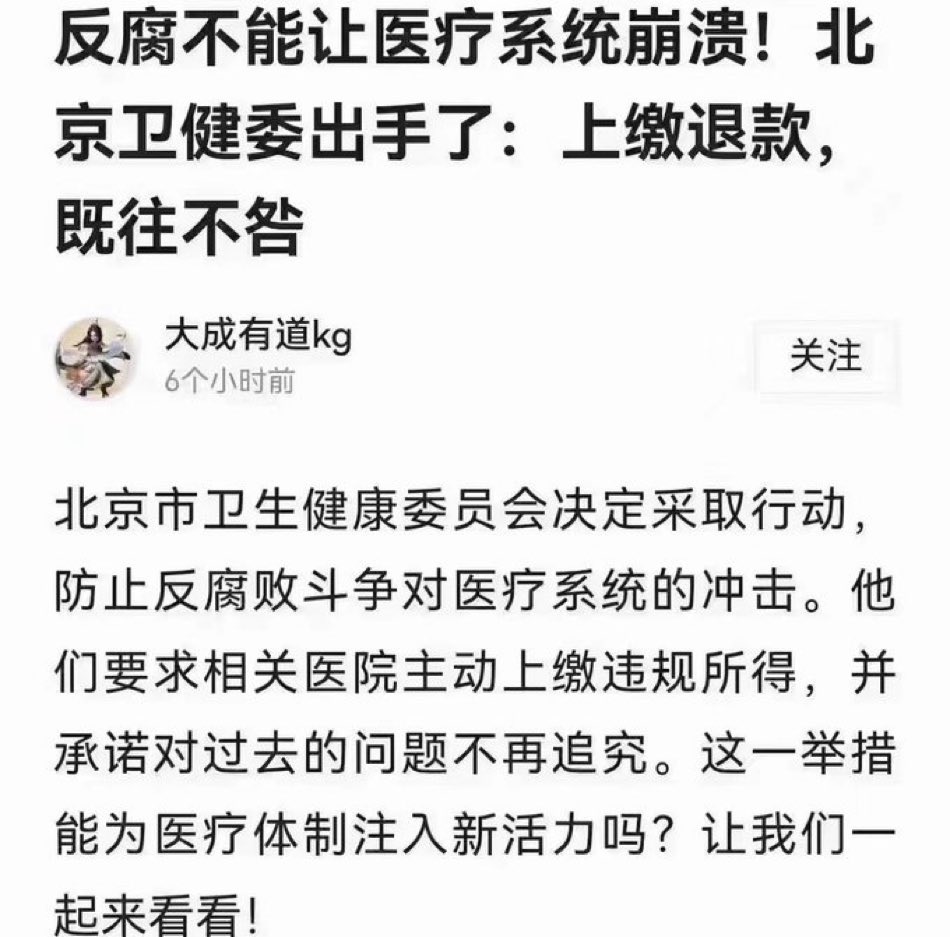 反腐不能让医疗系统崩溃！北
京卫健委出手了：上缴退款，
既往不咎
大成有道kg
6个小时前
关注
北京市卫生健康委员会决定采取行动，
防止反腐败斗争对医疗系统的冲击。他
们要求相关医院主动上缴违规所得，并
承诺对过去的问题不再追究。这一举措
能为医疗体制注入新活力吗？让我们一
起来看看！